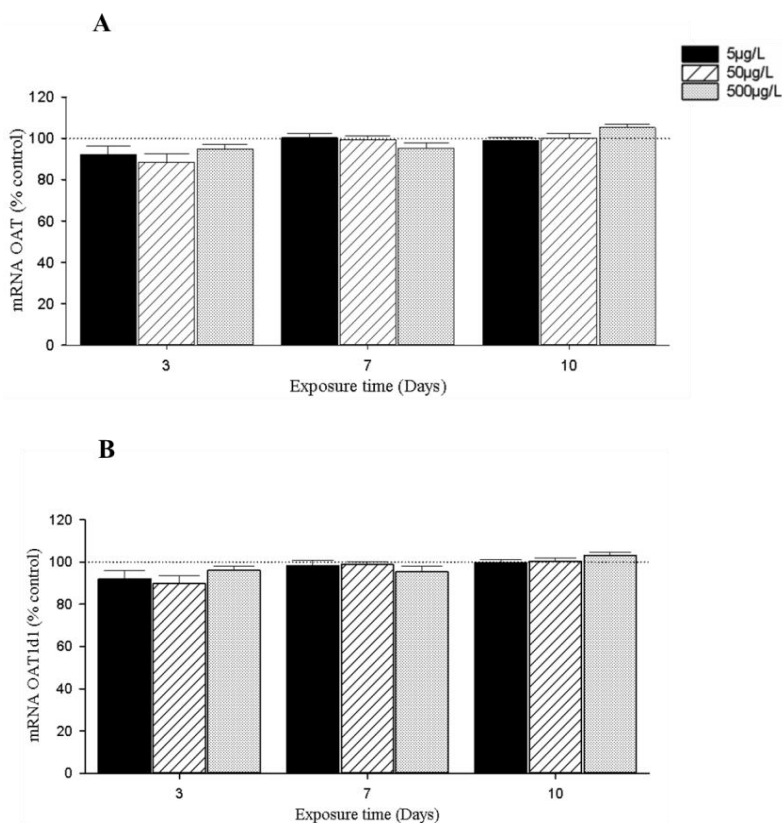 A
5µg/L
50µg/L
500µg/L
120
100
80
60
40
20
0
mRNA OAT (% control)
3 7 10
Exposure time (Days)
B
120
100
80
60
40
20
0
mRNA OAT1d1 (% control)
3 7 10
Exposure time (Days)